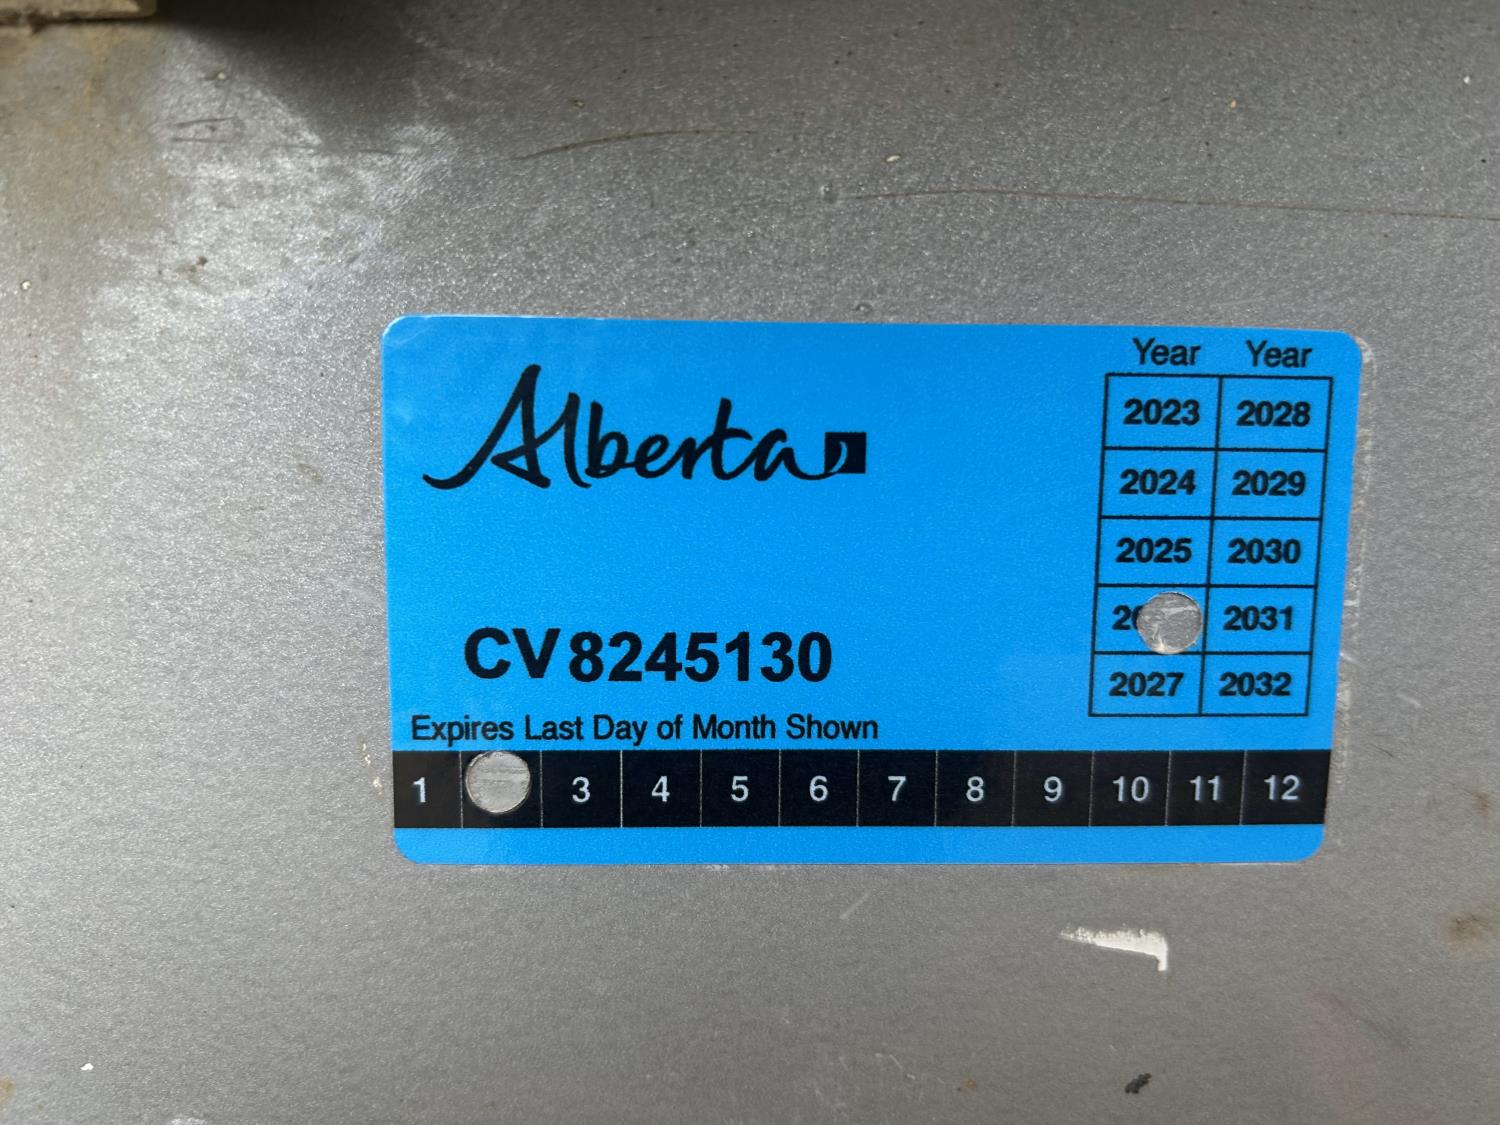 Alberta
Year Year
2023 2028
2024 2029
2025 2030
2031
2027 2032
CV8245130
Expires Last Day of Month Shown
1 3 4 5 6 7 8 9 10 11 12